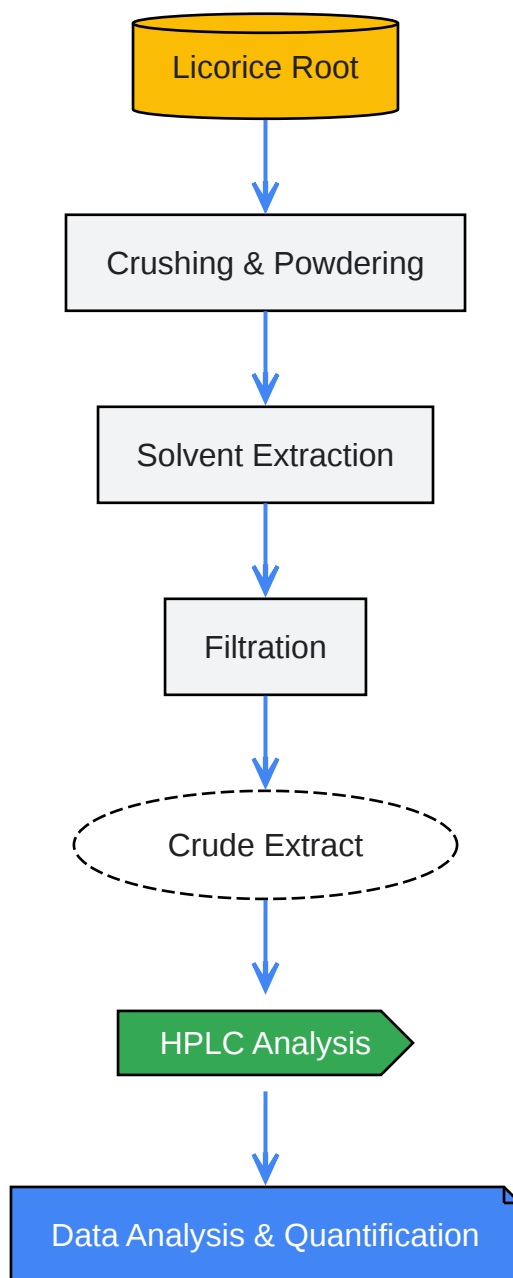 Licorice Root
Crushing & Powdering
Solvent Extraction
Filtration
Crude Extract
HPLC Analysis
Data Analysis & Quantification